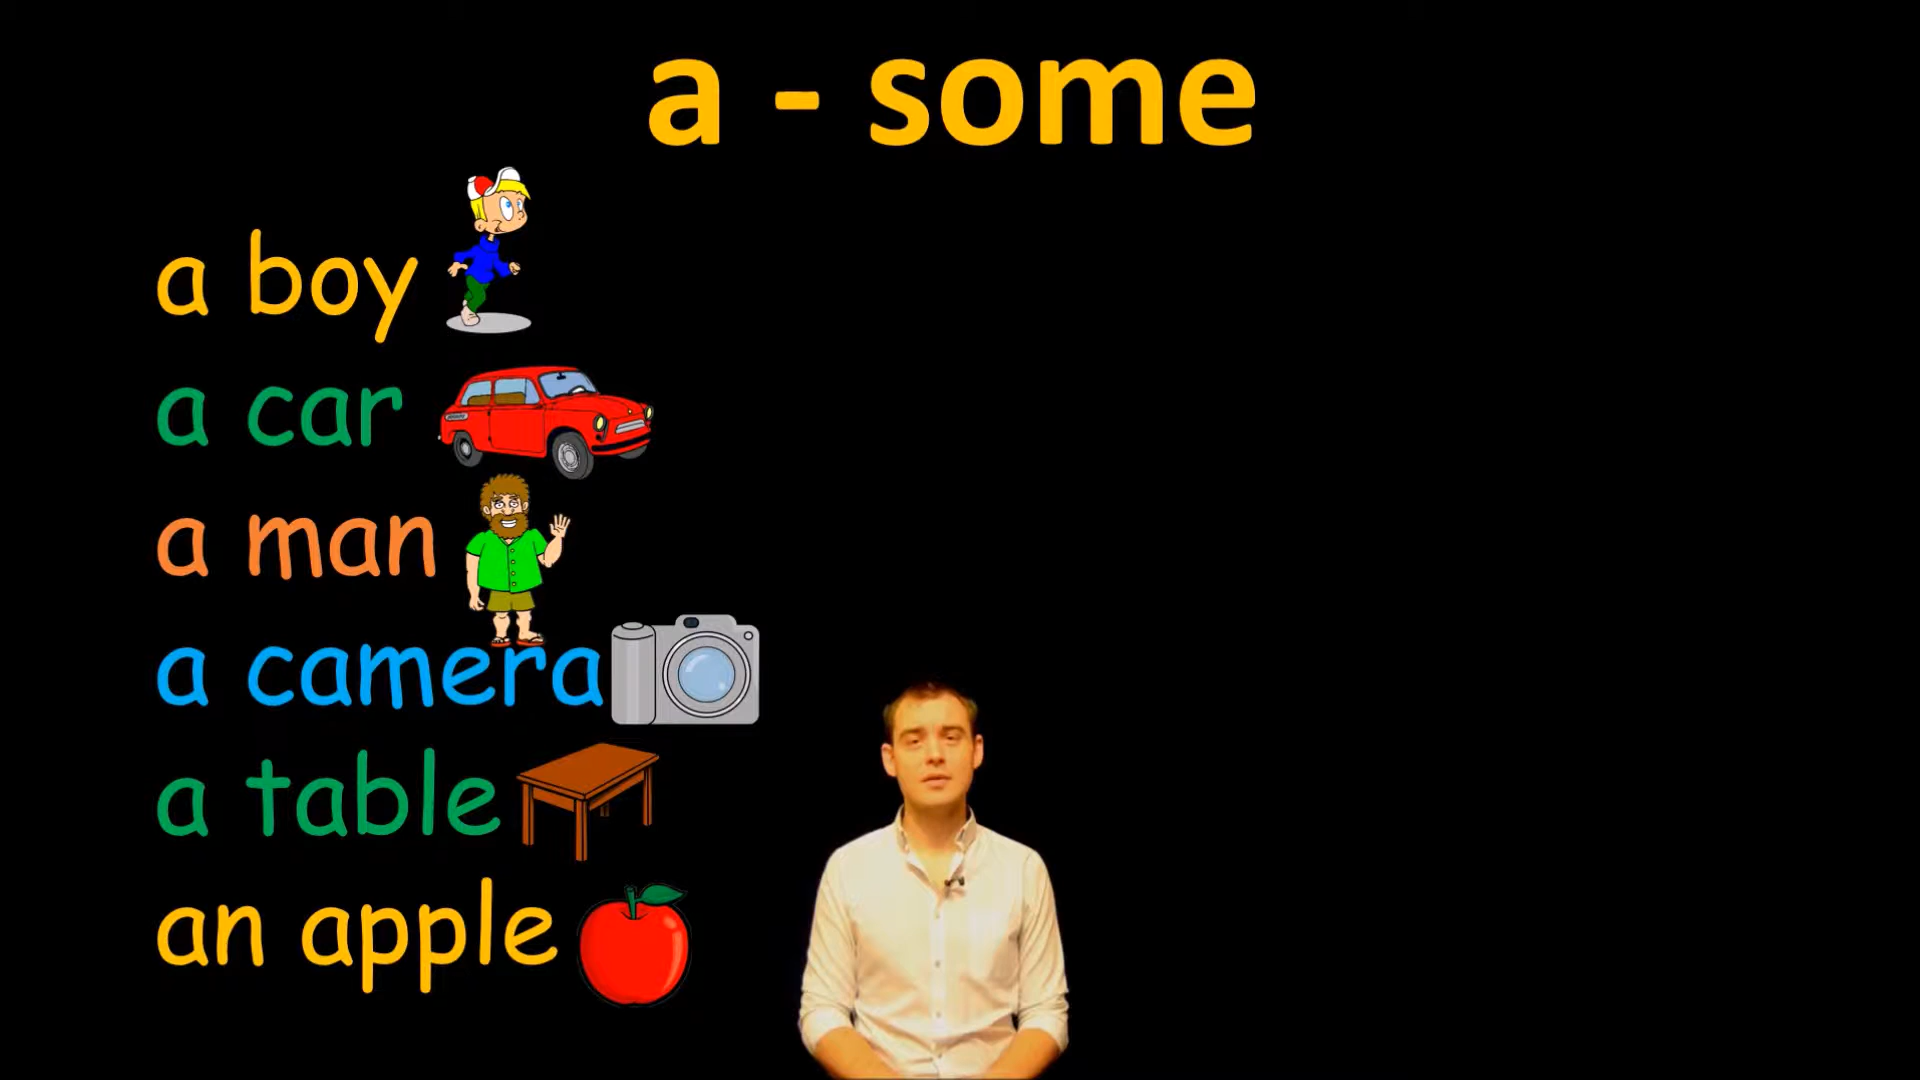 a - some
a boy
a car
a man
a camera
a table
an apple